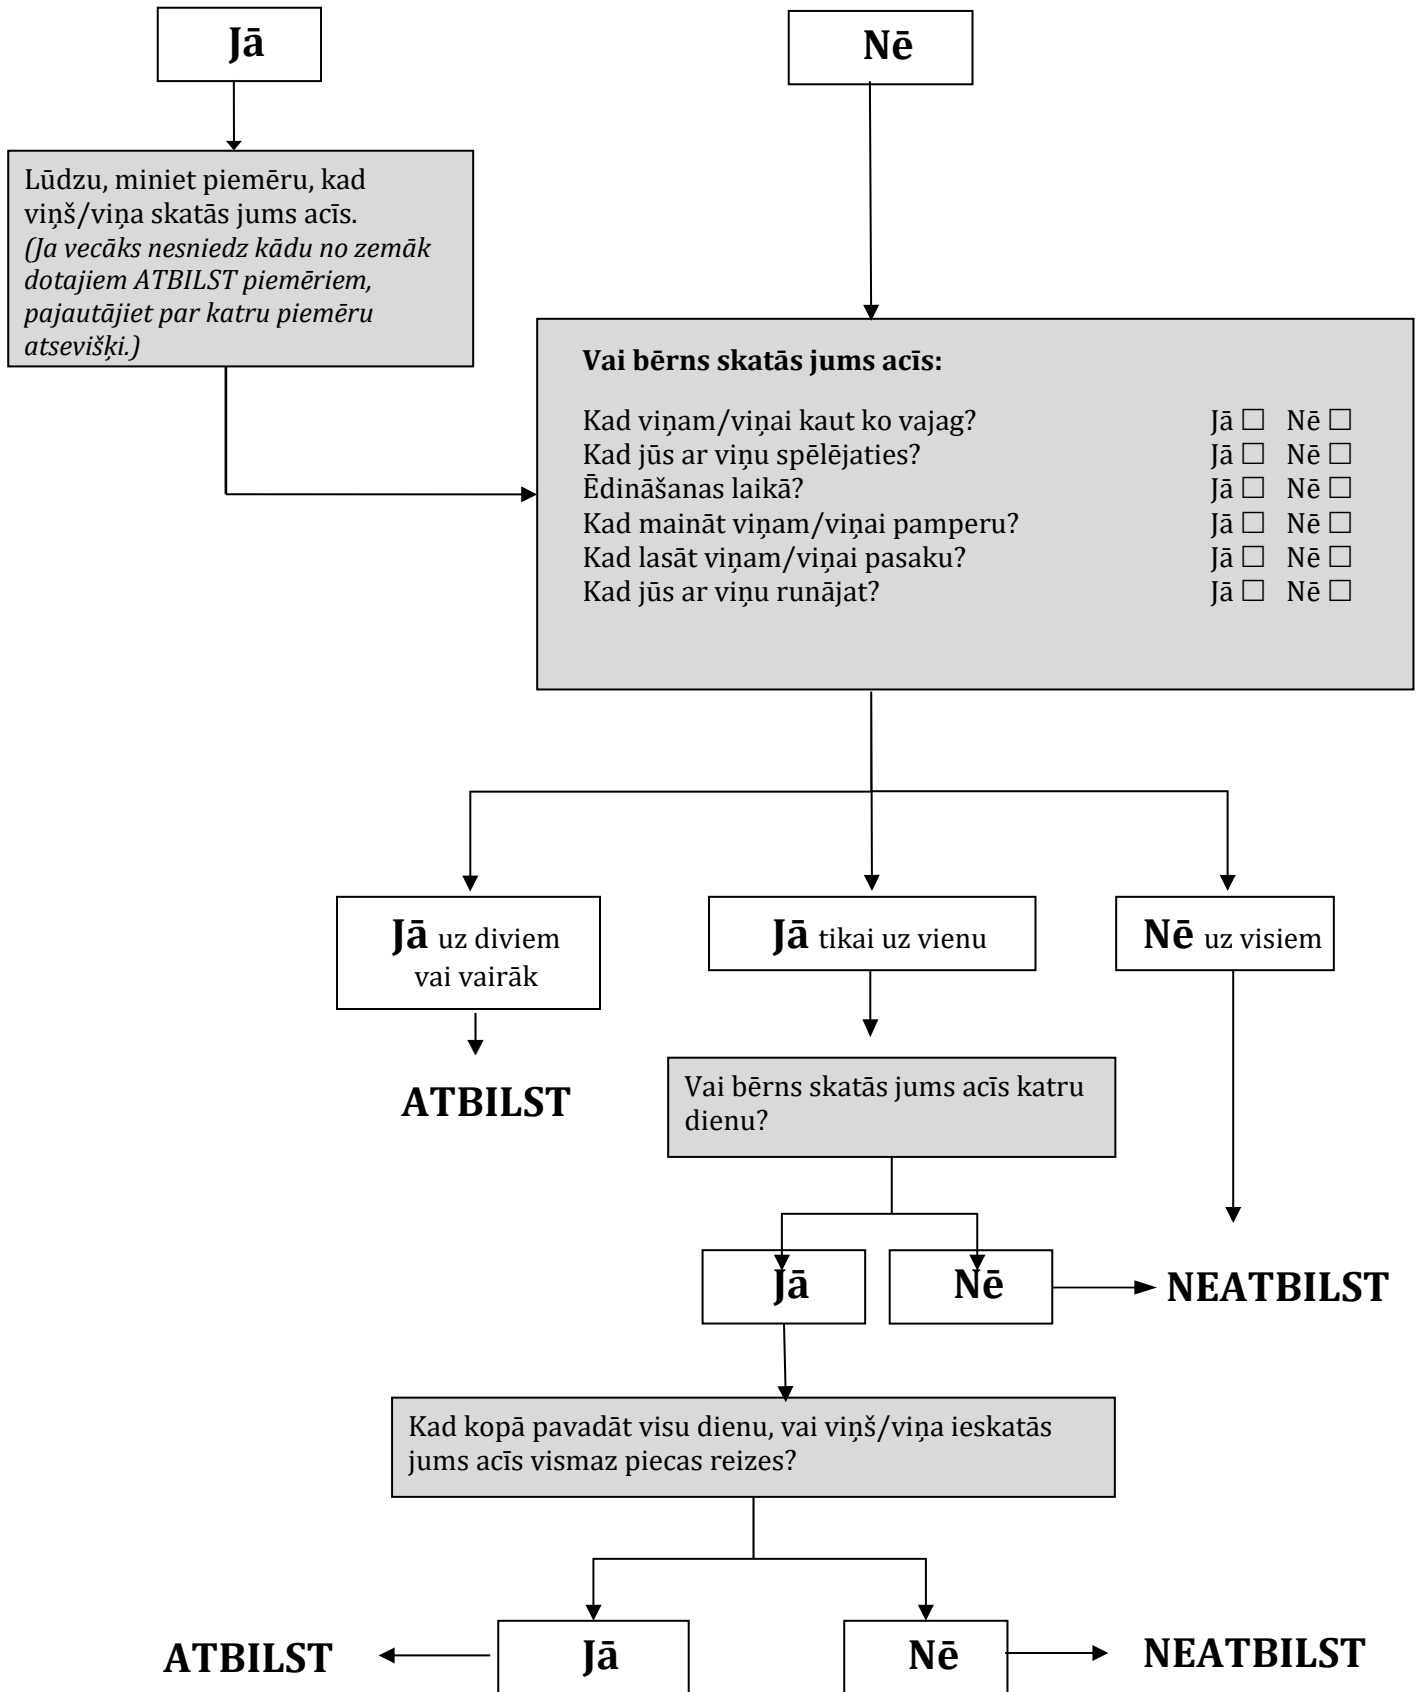 Jā
Nē
Lūdzu, miniet piemēru, kad
viņš/viņa skatās jums acīs.
(Ja vecāks nesniedz kādu no zemāk
dotajiem ATBILST piemēriem,
pajautājiet par katru piemēru
atsevišķi.)
Vai bērns skatās jums acīs:
Kad viņam/viņai kaut ko vajag? Jā ☐ Nē ☐
Kad jūs ar viņu spēlējaties? Jā ☐ Nē ☐
Ēdināšanas laikā? Jā ☐ Nē ☐
Kad maināt viņam/viņai pamperu? Jā ☐ Nē ☐
Kad lasāt viņam/viņai pasaku? Jā ☐ Nē ☐
Kad jūs ar viņu runājat? Jā ☐ Nē ☐
Jā uz diviem
vai vairāk
Jā tikai uz vienu
Nē uz visiem
ATBILST
Vai bērns skatās jums acīs katru
dienu?
Jā
Nē
NEATBILST
Kad kopā pavadāt visu dienu, vai viņš/viņa ieskatās
jums acīs vismaz piecas reizes?
ATBILST
Jā
Nē
NEATBILST